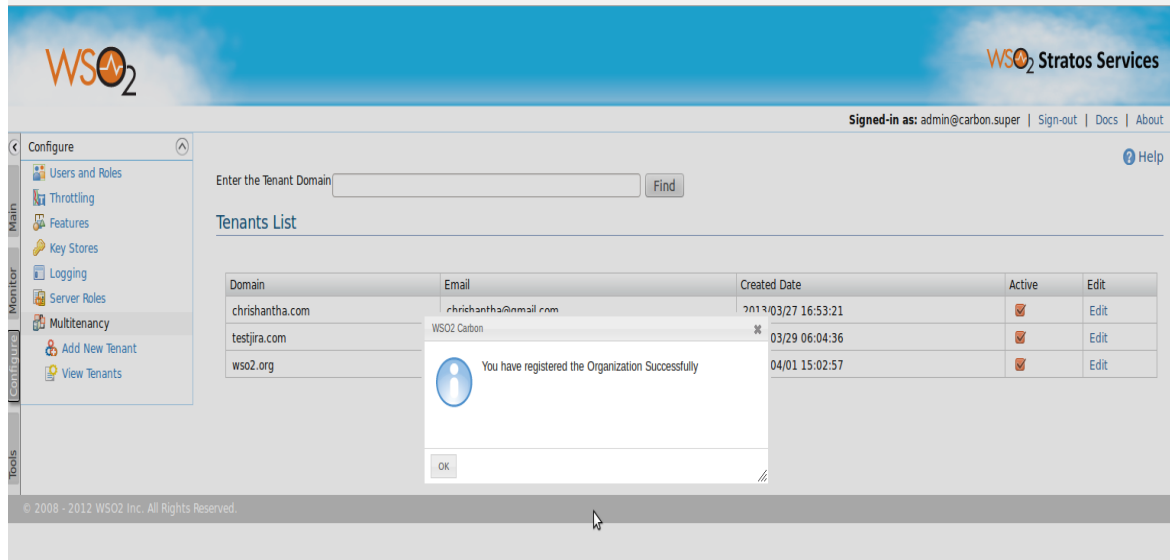 WSO2
WSO2 Stratos Services
Signed-in as: admin@carbon.super | Sign-out | Docs | About
Configure
Users and Roles
Throttling
Features
Key Stores
Logging
Server Roles
Multitenancy
Add New Tenant
View Tenants
Main
Monitor
Configure
Tools
Help
Enter the Tenant Domain
Find
Tenants List
Domain Email Created Date Active Edit
chrishantha.com chrishantha@gmail.com 2013/03/27 16:53:21 Edit
testjira.com 03/29 06:04:36 Edit
wso2.org 04/01 15:02:57 Edit
WSO2 Carbon
You have registered the Organization Successfully
OK
© 2008 - 2012 WSO2 Inc. All Rights Reserved.